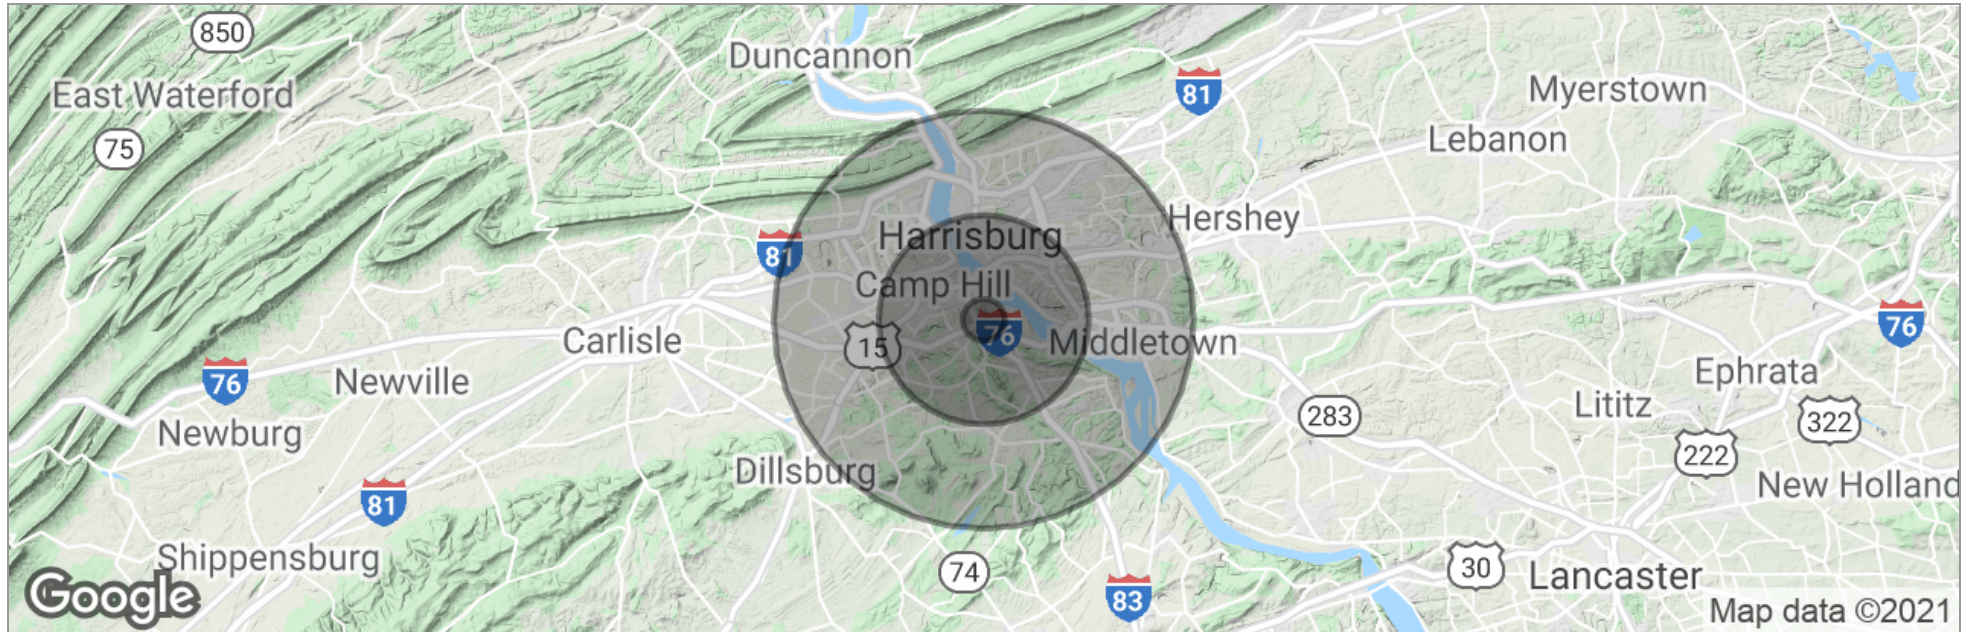 850
Duncannon
East Waterford
81
Myerstown
75
Lebanon
Hershey
Harrisburg
81
Camp Hill
76
76
15
Middletown
Carlisle
76
Newville
Ephrata
Lititz
283
322
Newburg
222
Dillsburg
New Holland
81
Shippensburg
74
30
Lancaster
83
Google
Map data ©2021